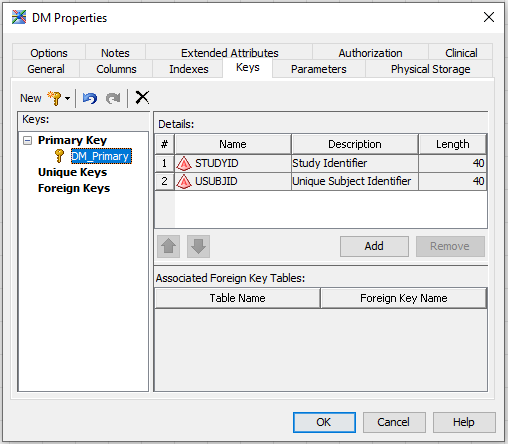 DM Properties
Options Notes Extended Attributes Authorization Clinical
General Columns Indexes Keys Parameters Physical Storage
New
Keys:
Primary Key
DM_Primary
Unique Keys
Foreign Keys
Details:
# Name Description Length
1 STUDYID Study Identifier 40
2 USUBJID Unique Subject Identifier 40
Add Remove
Associated Foreign Key Tables:
Table Name Foreign Key Name
OK Cancel Help